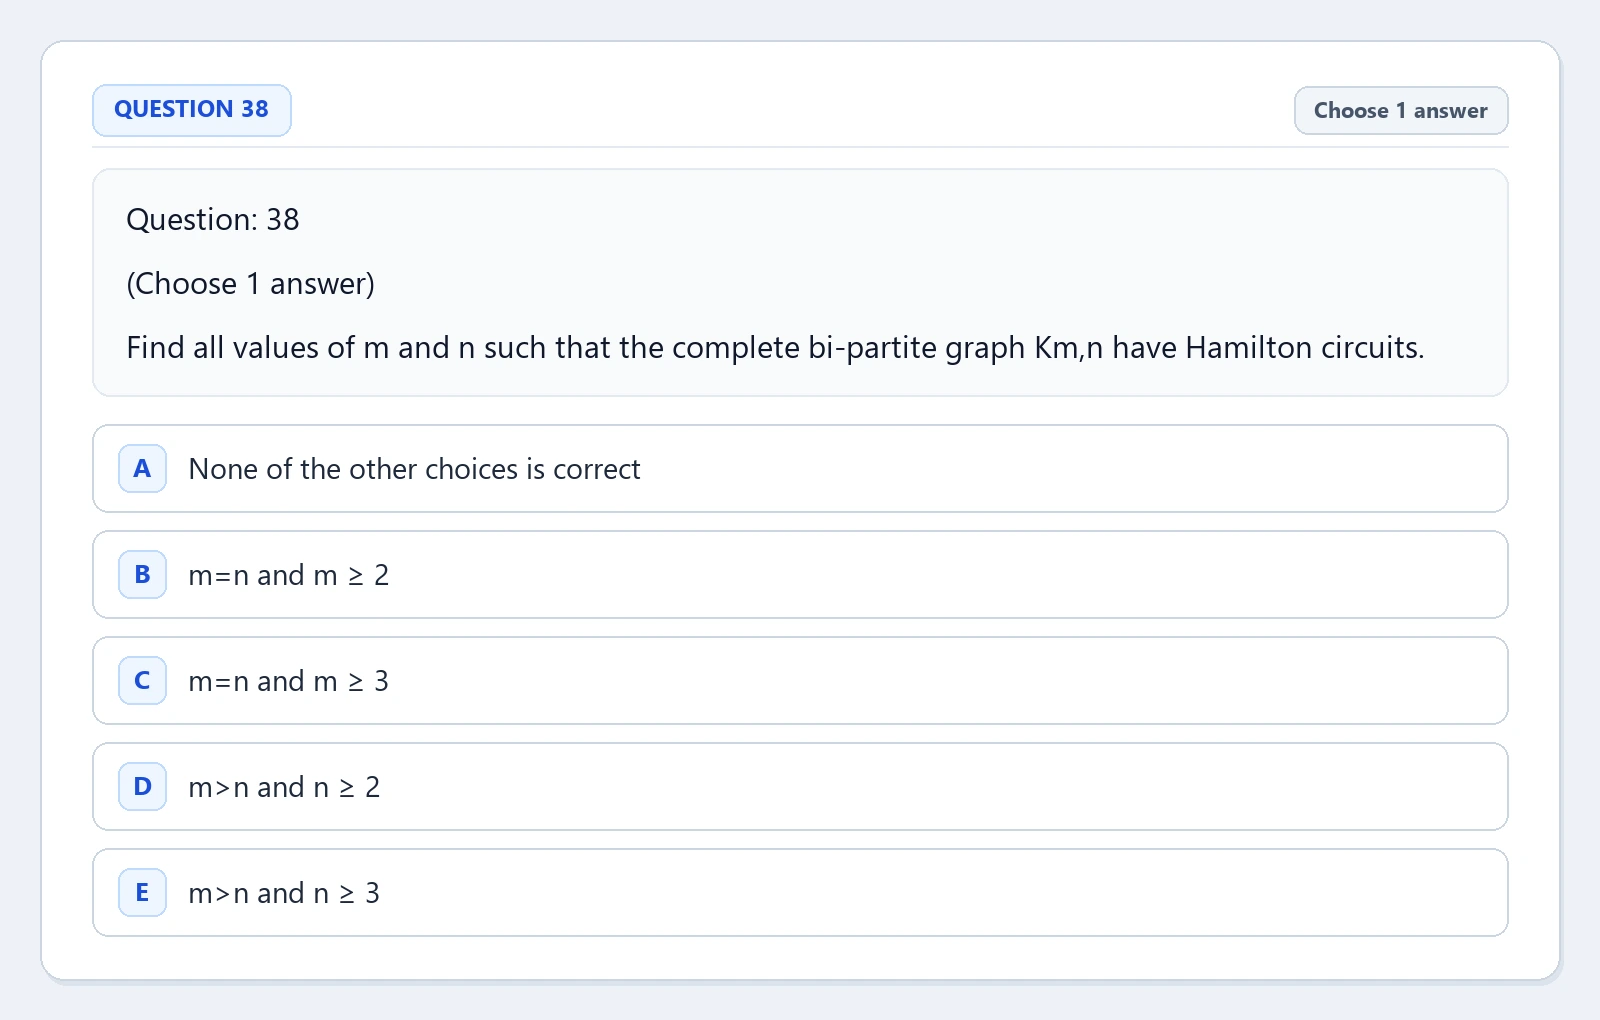 QUESTION 38
Choose 1 answer
Question: 38
(Choose 1 answer)
Find all values of m and n such that the complete bi-partite graph Km,n have Hamilton circuits.
A None of the other choices is correct
B m=n and m ≥ 2
C m=n and m ≥ 3
D m>n and n ≥ 2
E m>n and n ≥ 3